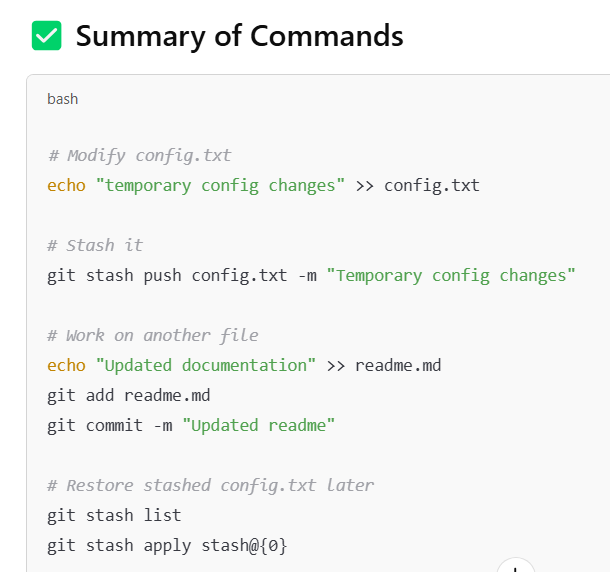 ✅ Summary of Commands
bash
# Modify config.txt
echo "temporary config changes" >> config.txt
# Stash it
git stash push config.txt -m "Temporary config changes"
# Work on another file
echo "Updated documentation" >> readme.md
git add readme.md
git commit -m "Updated readme"
# Restore stashed config.txt later
git stash list
git stash apply stash@{0}